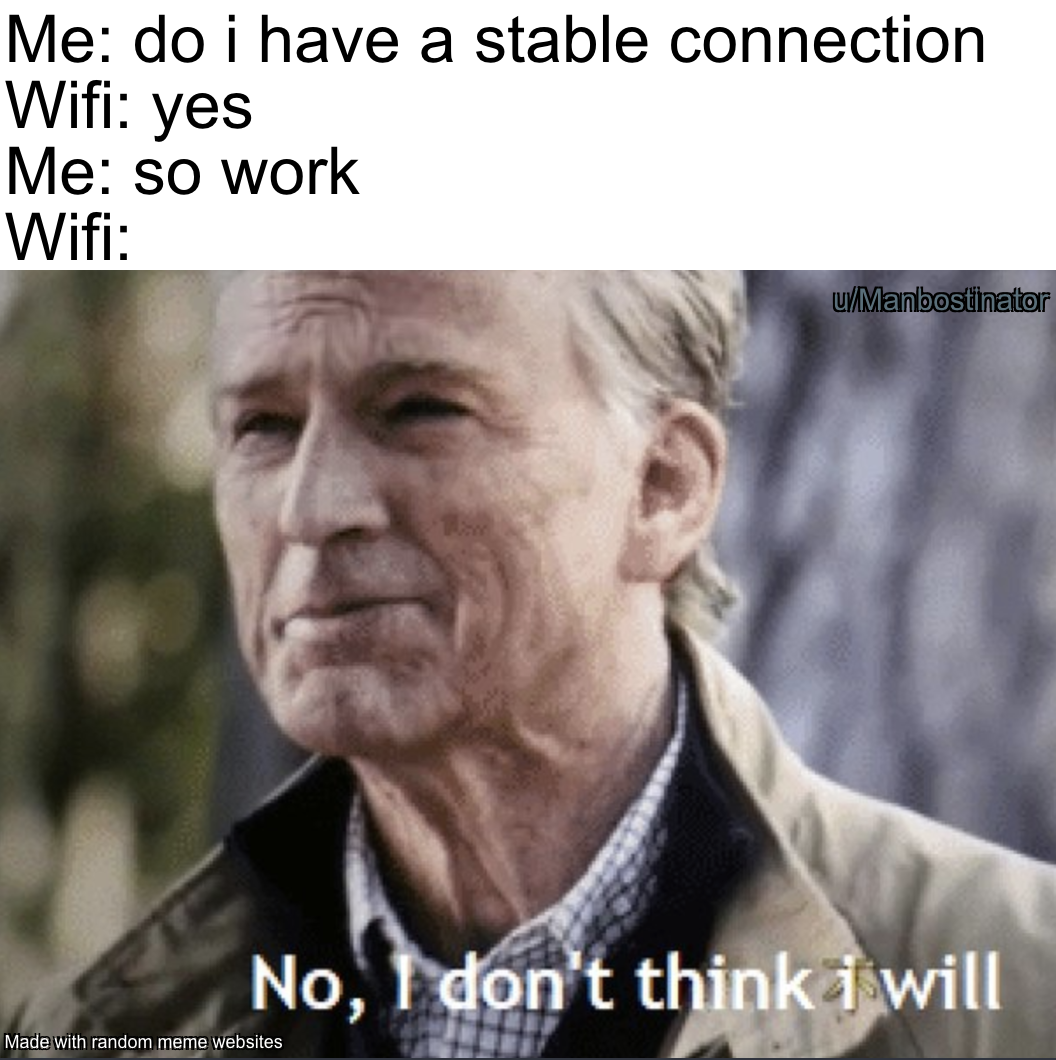 Me: do i have a stable connection
Wifi: yes
Me: so work
Wifi:
u/Manbostinator
No, I don't think i will
Made with random meme websites